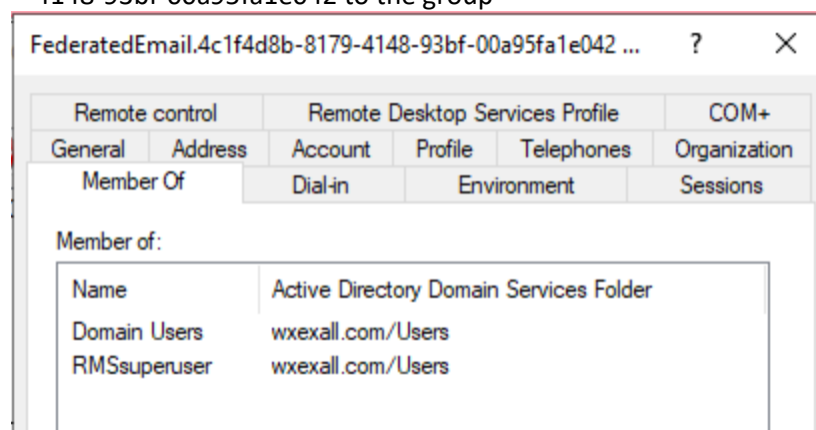 4148-93bf-00a95fa1e042 to the group
FederatedEmail.4c1f4d8b-8179-4148-93bf-00a95fa1e042 ... ? ×
Remote control Remote Desktop Services Profile COM+
General Address Account Profile Telephones Organization
Member Of Dial-in Environment Sessions
Member of:
Name Active Directory Domain Services Folder
Domain Users wxexall.com/Users
RMSsuperuser wxexall.com/Users